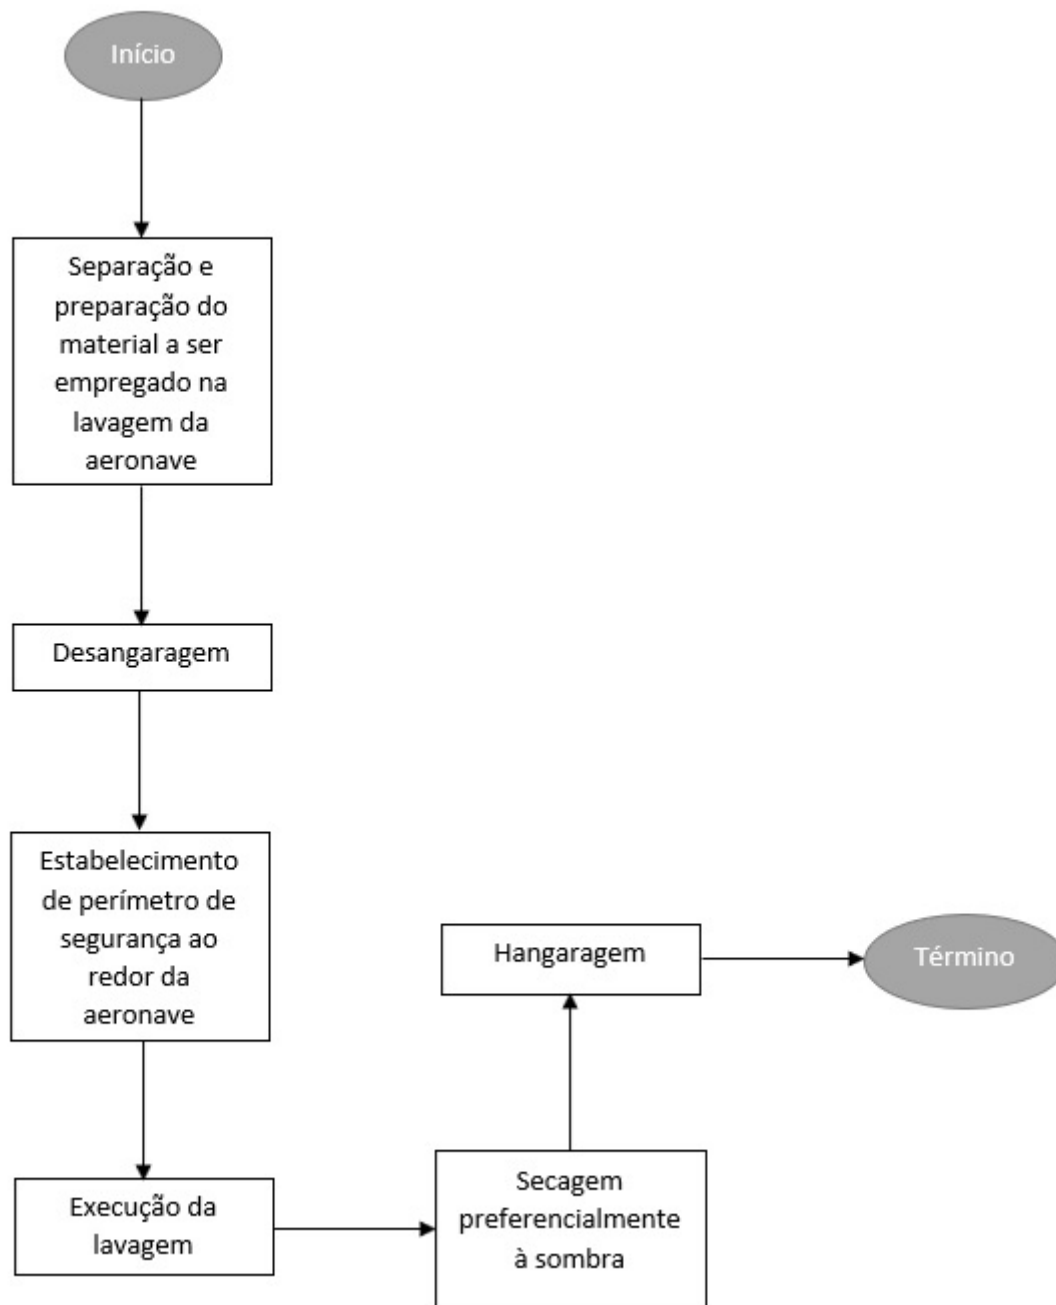 Início
Separação e
preparação do
material a ser
empregado na
lavagem da
aeronave
Desangaragem
Estabelecimento
de perímetro de
segurança ao
redor da
aeronave
Execução da
lavagem
Secagem
preferencialmente
à sombra
Hangaragem
Término